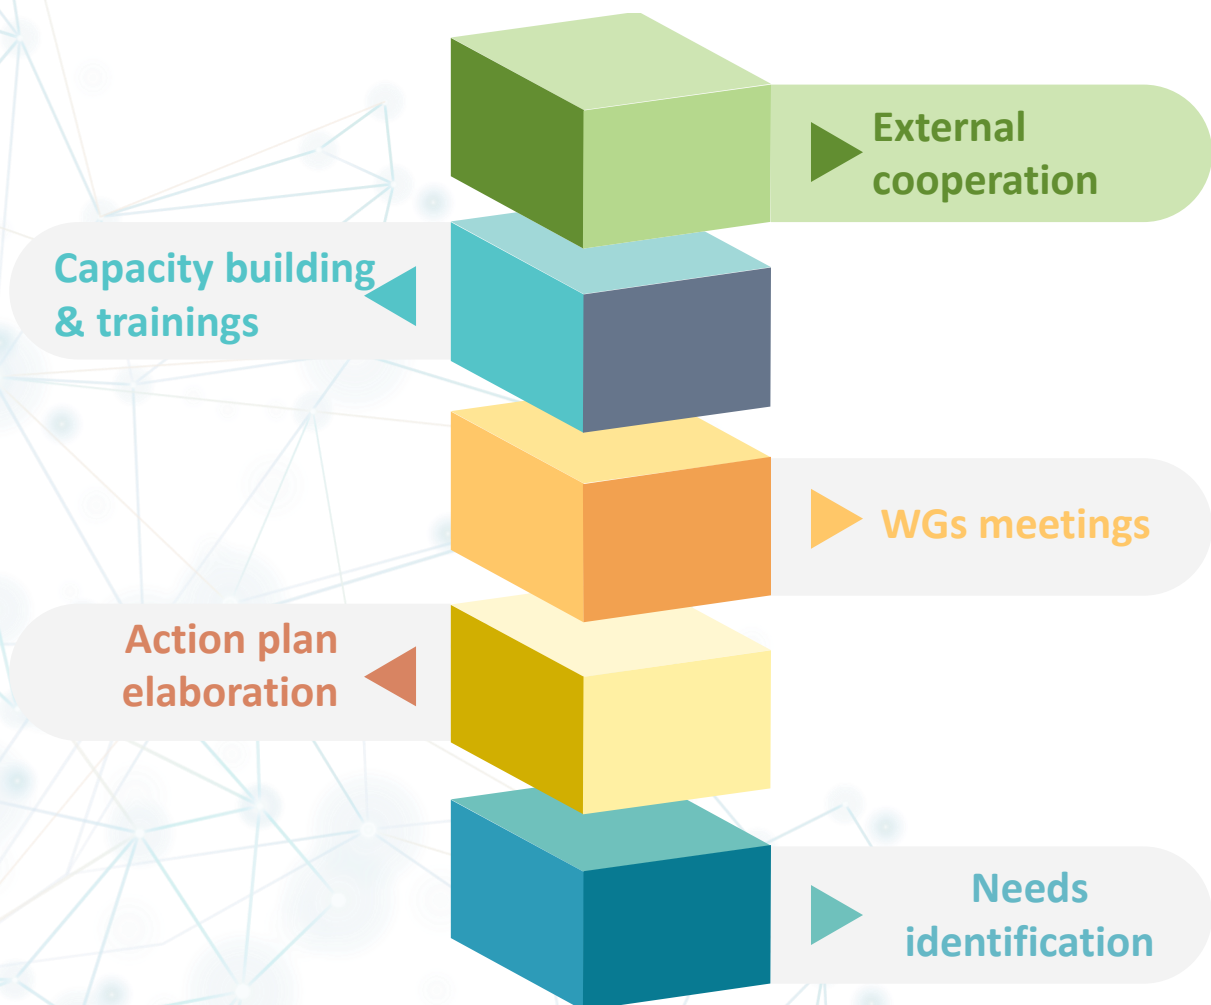 External
cooperation
Capacity building
& trainings
WGs meetings
Action plan
elaboration
Needs
identification